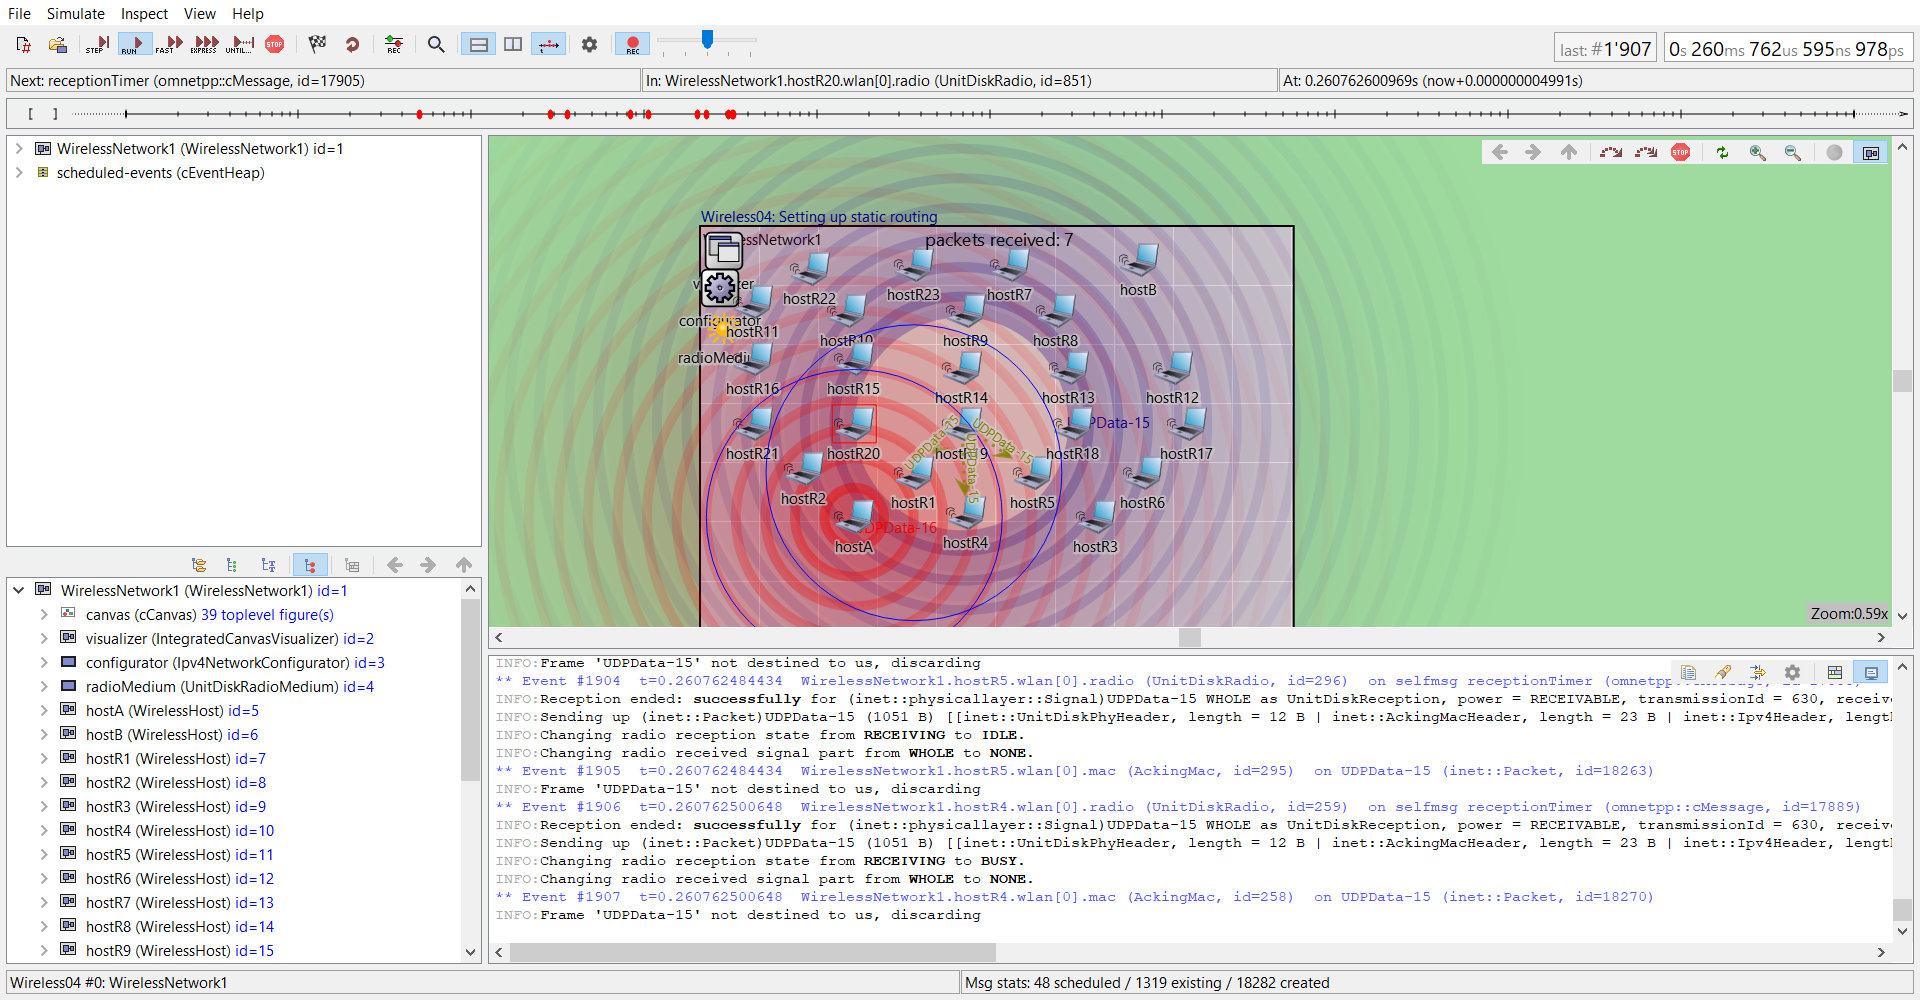 File Simulate Inspect View Help
STEP RUN FAST EXPRESS UNTIL... STOP REC REC
last: #1'907 0s 260ms 762us 595ns 978ps
Next: receptionTimer (omnetpp::cMessage, id=17905) In: WirelessNetwork1.hostR20.wlan[0].radio (UnitDiskRadio, id=851) At: 0.260762600969s (now+0.000000004991s)
[ ]
WirelessNetwork1 (WirelessNetwork1) id=1
scheduled-events (cEventHeap)
WirelessNetwork1 (WirelessNetwork1) id=1
canvas (cCanvas) 39 toplevel figure(s)
visualizer (IntegratedCanvasVisualizer) id=2
configurator (Ipv4NetworkConfigurator) id=3
radioMedium (UnitDiskRadioMedium) id=4
hostA (WirelessHost) id=5
hostB (WirelessHost) id=6
hostR1 (WirelessHost) id=7
hostR2 (WirelessHost) id=8
hostR3 (WirelessHost) id=9
hostR4 (WirelessHost) id=10
hostR5 (WirelessHost) id=11
hostR6 (WirelessHost) id=12
hostR7 (WirelessHost) id=13
hostR8 (WirelessHost) id=14
hostR9 (WirelessHost) id=15
STOP
Wireless04: Setting up static routing
essNetwork1 packets received: 7
hostR22 hostR23 hostR7 hostB
configurator hostR11 hostR10 hostR9 hostR8
radioMedi
hostR16 hostR15 hostR14 hostR13 hostR12
PData-15
UDPData-15 UDPData-15 UDPData-15
hostR21 hostR20 hostR19 hostR18 hostR17
hostR2 hostR1 hostR5 hostR6
DPData-16
hostA hostR4 hostR3
Zoom:0.59x
INFO:Frame 'UDPData-15' not destined to us, discarding
** Event #1904 t=0.260762484434 WirelessNetwork1.hostR5.wlan[0].radio (UnitDiskRadio, id=296) on selfmsg receptionTimer (omnetpp::
INFO:Reception ended: successfully for (inet::physicallayer::Signal)UDPData-15 WHOLE as UnitDiskReception, power = RECEIVABLE, transmissionId = 630, receive
INFO:Sending up (inet::Packet)UDPData-15 (1051 B) [[inet::UnitDiskPhyHeader, length = 12 B | inet::AckingMacHeader, length = 23 B | inet::Ipv4Header, lengt
INFO:Changing radio reception state from RECEIVING to IDLE.
INFO:Changing radio received signal part from WHOLE to NONE.
** Event #1905 t=0.260762484434 WirelessNetwork1.hostR5.wlan[0].mac (AckingMac, id=295) on UDPData-15 (inet::Packet, id=18263)
INFO:Frame 'UDPData-15' not destined to us, discarding
** Event #1906 t=0.260762500648 WirelessNetwork1.hostR4.wlan[0].radio (UnitDiskRadio, id=259) on selfmsg receptionTimer (omnetpp::cMessage, id=17889)
INFO:Reception ended: successfully for (inet::physicallayer::Signal)UDPData-15 WHOLE as UnitDiskReception, power = RECEIVABLE, transmissionId = 630, receive
INFO:Sending up (inet::Packet)UDPData-15 (1051 B) [[inet::UnitDiskPhyHeader, length = 12 B | inet::AckingMacHeader, length = 23 B | inet::Ipv4Header, lengt
INFO:Changing radio reception state from RECEIVING to BUSY.
INFO:Changing radio received signal part from WHOLE to NONE.
** Event #1907 t=0.260762500648 WirelessNetwork1.hostR4.wlan[0].mac (AckingMac, id=258) on UDPData-15 (inet::Packet, id=18270)
INFO:Frame 'UDPData-15' not destined to us, discarding
Wireless04 #0: WirelessNetwork1 Msg stats: 48 scheduled / 1319 existing / 18282 created